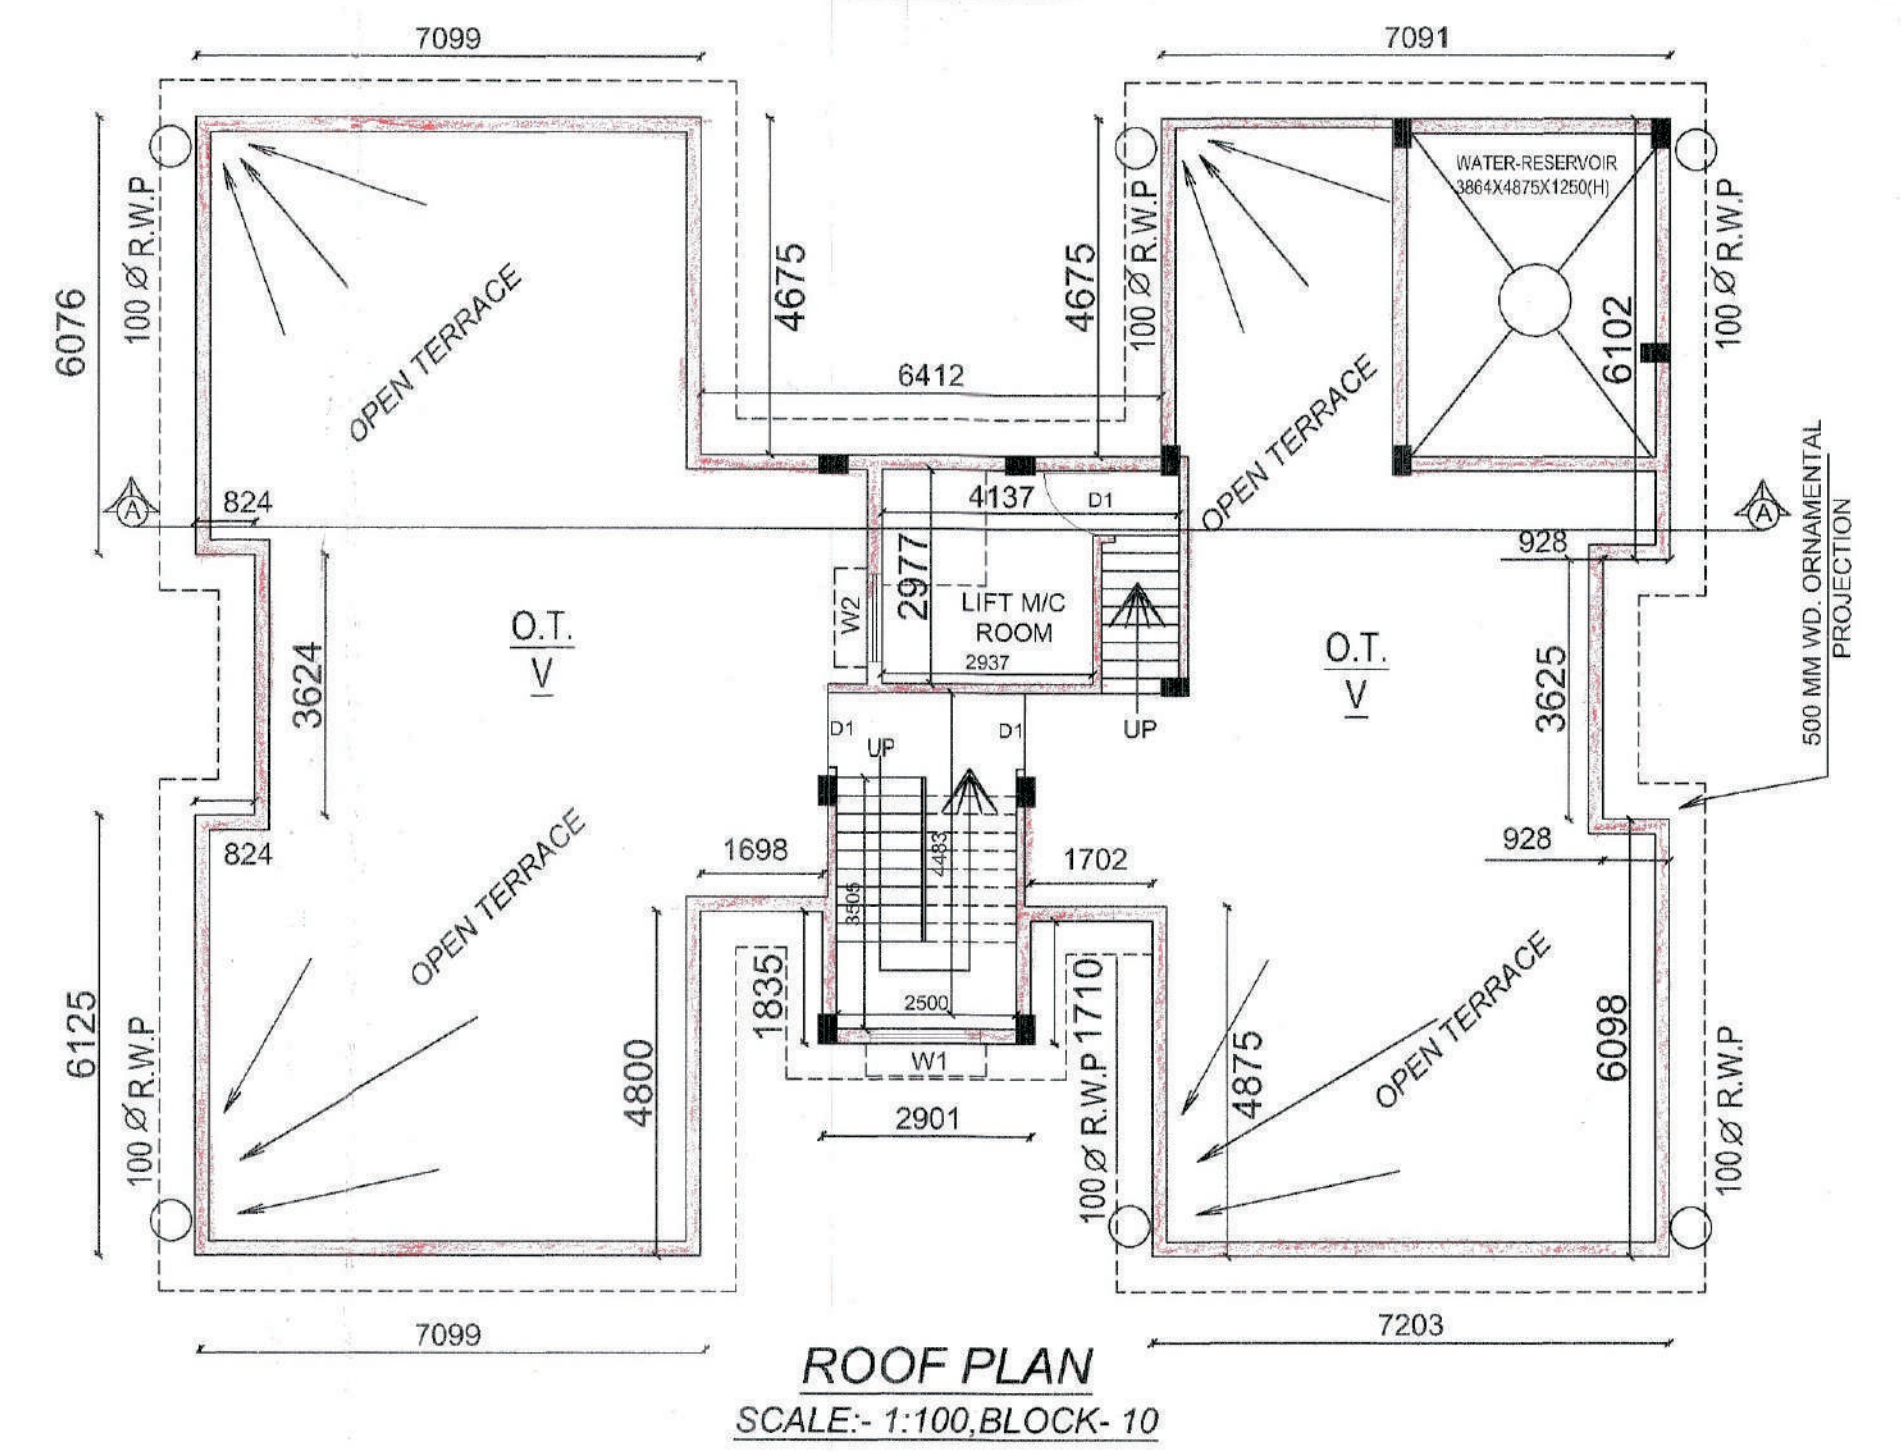 7099
7091
WATER-RESERVOIR
3864X4875X1250(H)
100 Ø R.W.P
100 Ø R.W.P
100 Ø R.W.P
6076
4675
4675
6102
OPEN TERRACE
6412
OPEN TERRACE
500 MM WD. ORNAMENTAL
PROJECTION
A
824
4137
D1
A
928
2977
LIFT M/C
ROOM
W2
2937
O.T.
V
O.T.
V
3624
3625
UP
D1
UP
D1
824
OPEN TERRACE
1698
4483
3505
1702
928
6125
100 Ø R.W.P
4800
1835
2500
1710
W1
100 Ø R.W.P
4875
OPEN TERRACE
6098
100 Ø R.W.P
2901
7099
7203
ROOF PLAN
SCALE:- 1:100,BLOCK- 10